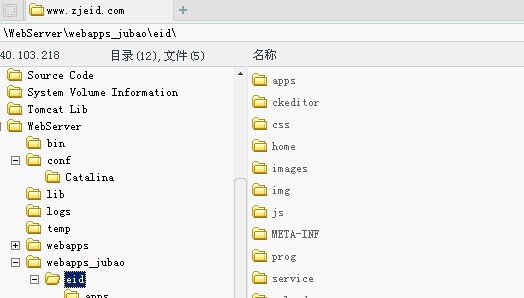 www.zjeid.com
\WebServer\webapps_jubao\eid\
40.103.218 目录(12),文件(5) 名称
Source Code
System Volume Information
Tomcat Lib
WebServer
bin
conf
Catalina
lib
logs
temp
webapps
webapps_jubao
eid
apps
apps
ckeditor
css
home
images
img
js
META-INF
prog
service